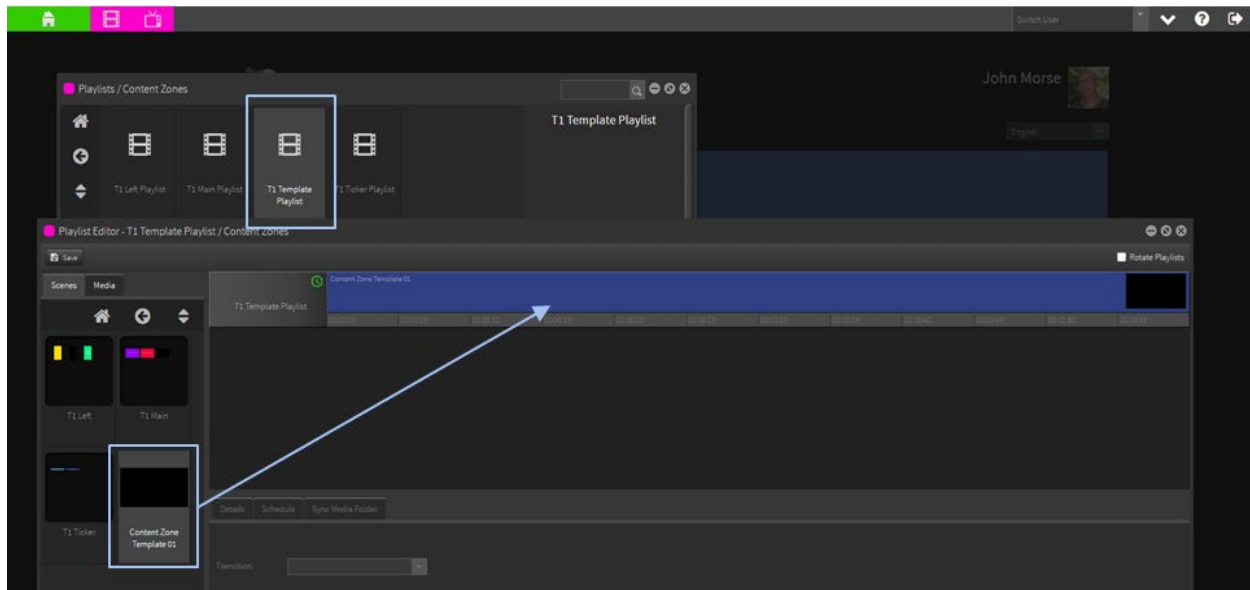 Switch User
John Morse
English
Playlists / Content Zones
T1 Template Playlist
T1 Left Playlist
T1 Main Playlist
T1 Template
Playlist
T1 Ticker Playlist
Playlist Editor - T1 Template Playlist / Content Zones
Save
Rotate Playlists
Scenes
Media
T1 Template Playlist
Content Zone Template 01
T1 Left
T1 Main
T1 Ticker
Content Zone
Template 01
Details
Schedule
Sync Media Folder
Transition: